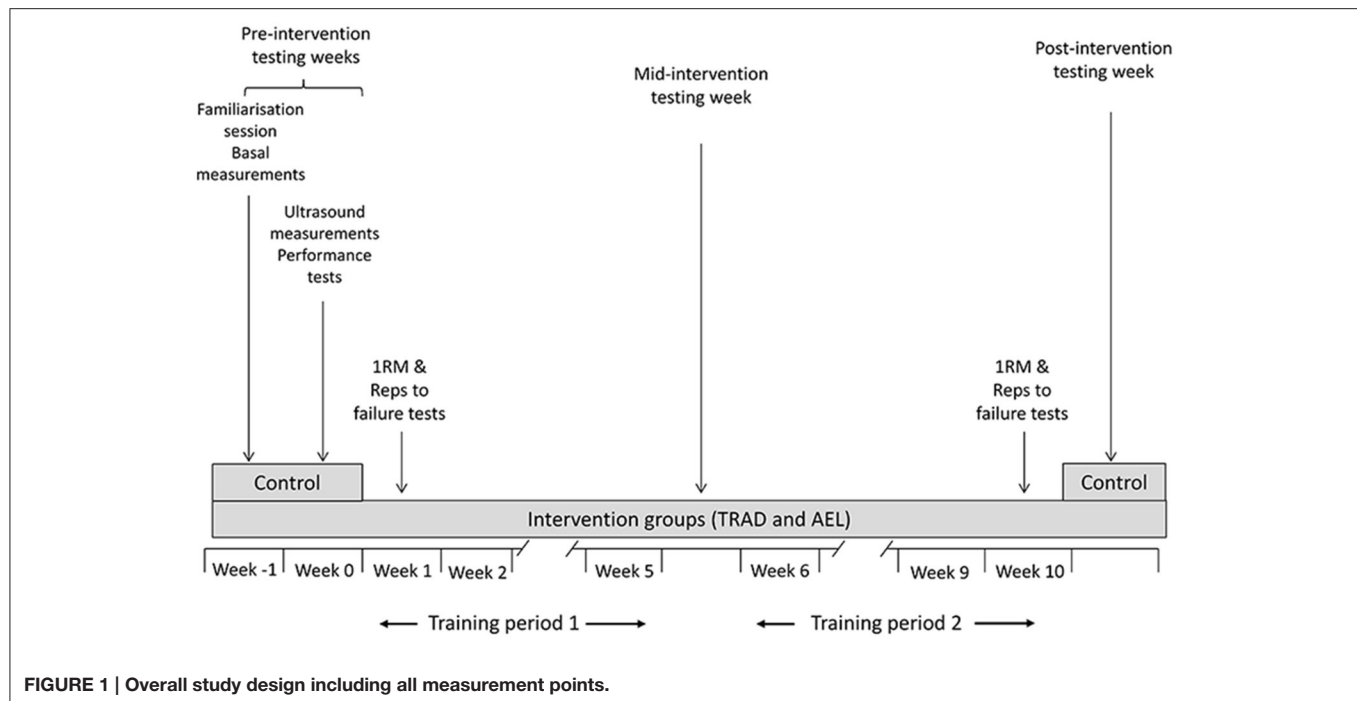 Pre-intervention
testing weeks
Familiarisation
session
Basal
measurements
Ultrasound
measurements
Performance
tests
1RM &
Reps to
failure tests
Mid-intervention
testing week
1RM &
Reps to
failure tests
Post-intervention
testing week
Control
Control
Intervention groups (TRAD and AEL)
Week -1 Week 0 Week 1 Week 2 Week 5 Week 6 Week 9 Week 10
Training period 1 Training period 2
FIGURE 1 | Overall study design including all measurement points.